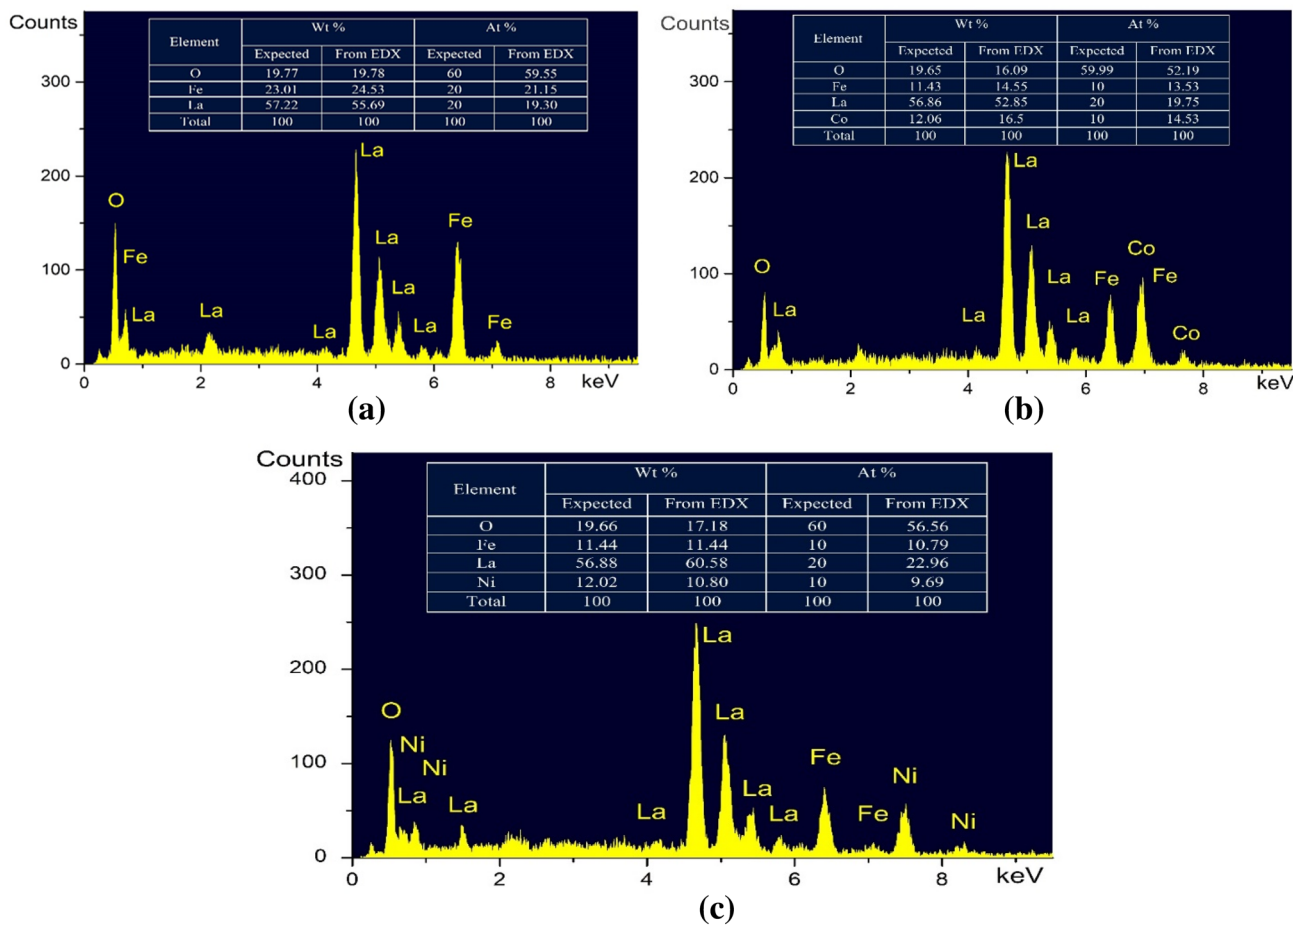 Counts
Element Wt % At %
Expected From EDX Expected From EDX
O 19.77 19.78 60 59.55
Fe 23.01 24.53 20 21.15
La 57.22 55.69 20 19.30
Total 100 100 100 100
300
200
100
0
O
Fe
La
La
La
La
La
La
La
Fe
Fe
0 2 4 6 8 keV
(a)
Counts
Element Wt % At %
Expected From EDX Expected From EDX
O 19.65 16.09 59.99 52.19
Fe 11.43 14.55 10 13.53
La 56.86 52.85 20 19.75
Co 12.06 16.5 10 14.53
Total 100 100 100 100
300
200
100
0
O
La
La
La
La
La
La
Fe
Co
Fe
Co
0 2 4 6 8 keV
(b)
Counts
Element Wt % At %
Expected From EDX Expected From EDX
O 19.66 17.18 60 56.56
Fe 11.44 11.44 10 10.79
La 56.88 60.58 20 22.96
Ni 12.02 10.80 10 9.69
Total 100 100 100 100
400
300
200
100
0
O
Ni
Ni
La
La
La
La
La
La
La
Fe
Fe
Ni
Ni
0 2 4 6 8 keV
(c)